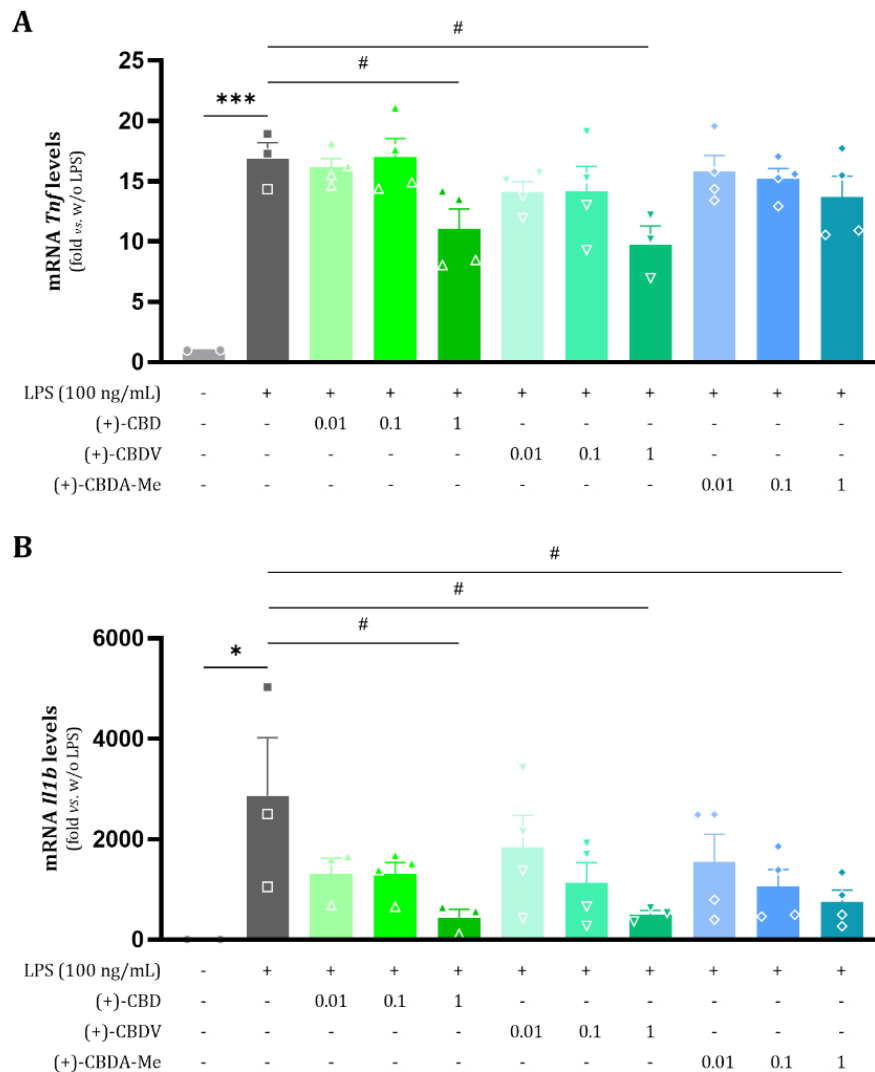 A
#
#
***
25
20
15
10
5
0
mRNA Tnf levels
(fold vs. w/o LPS)
LPS (100 ng/mL) - + + + + + + + + + +
(+)-CBD - - 0.01 0.1 1 - - - - - -
(+)-CBDV - - - - - 0.01 0.1 1 - - -
(+)-CBDA-Me - - - - - - - - 0.01 0.1 1
B
#
#
#
*
6000
4000
2000
0
mRNA Il1b levels
(fold vs. w/o LPS)
LPS (100 ng/mL) - + + + + + + + + + +
(+)-CBD - - 0.01 0.1 1 - - - - - -
(+)-CBDV - - - - - 0.01 0.1 1 - - -
(+)-CBDA-Me - - - - - - - - 0.01 0.1 1